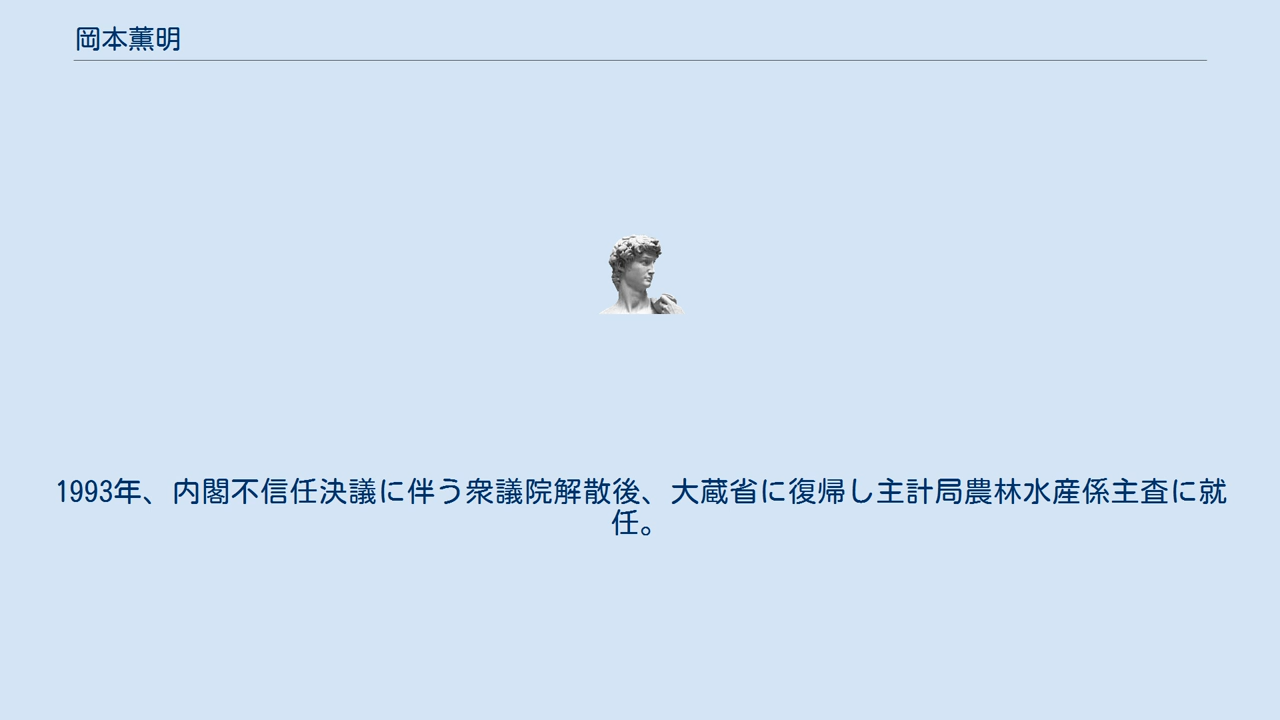 岡本薫明
1993年、内閣不信任決議に伴う衆議院解散後、大蔵省に復帰し主計局農林水産係主査に就
任。